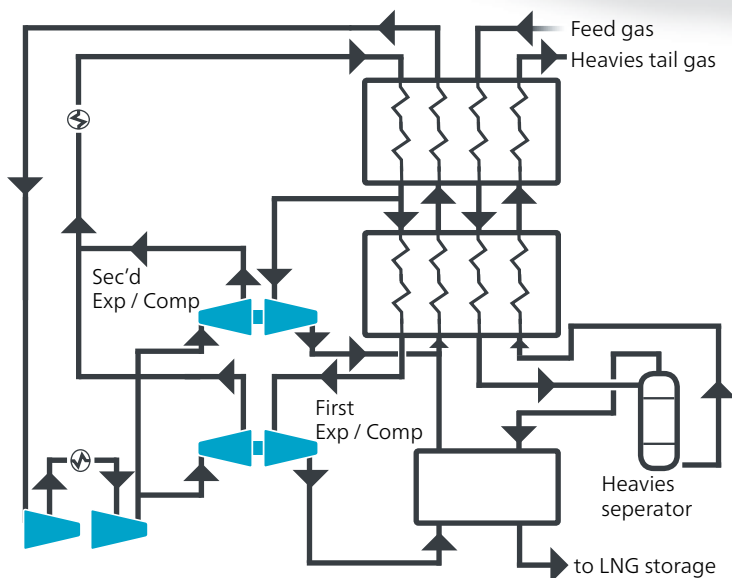 Feed gas
Heavies tail gas
Sec'd
Exp / Comp
First
Exp / Comp
Heavies
seperator
to LNG storage